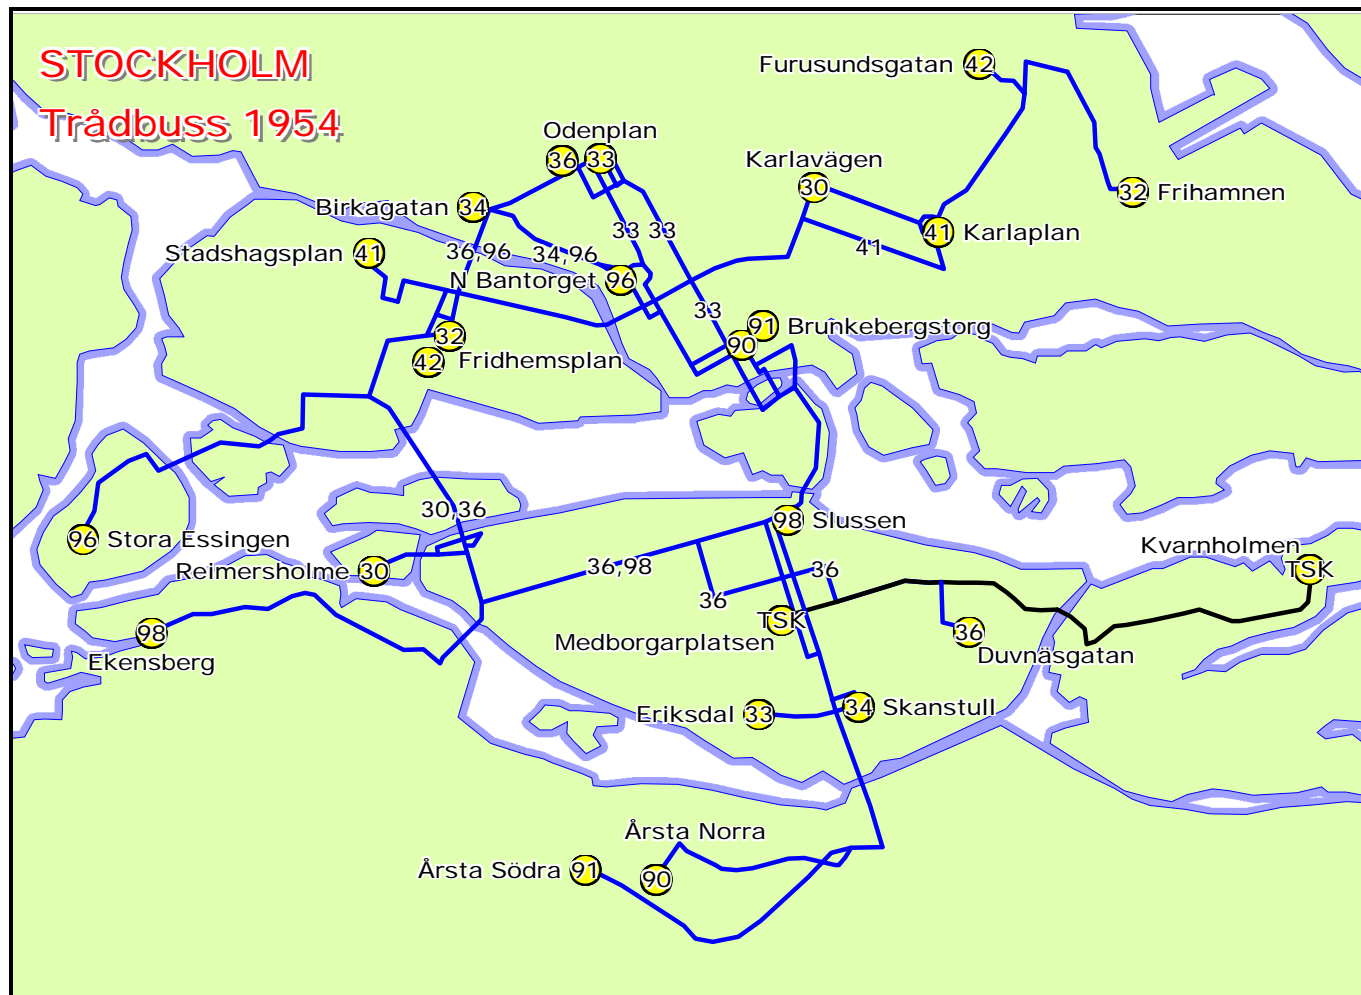 STOCKHOLM
Trådbuss 1954
Furusundsgatan 42
Odenplan
36 33
Karlavägen
30
32 Frihamnen
Birkagatan 34
33 33
41 Karlaplan
41
Stadshagsplan 41
36,96
34,96
N Bantorget 96
33
91 Brunkebergstorg
90
32
42 Fridhemsplan
30,36
98 Slussen
96 Stora Essingen
Kvarnholmen
TSK
Reimersholme 30
36,98
36
36
TSK
Medborgarplatsen
98
Ekensberg
36
Duvnäsgatan
Eriksdal 33
34 Skanstull
Årsta Norra
90
Årsta Södra 91